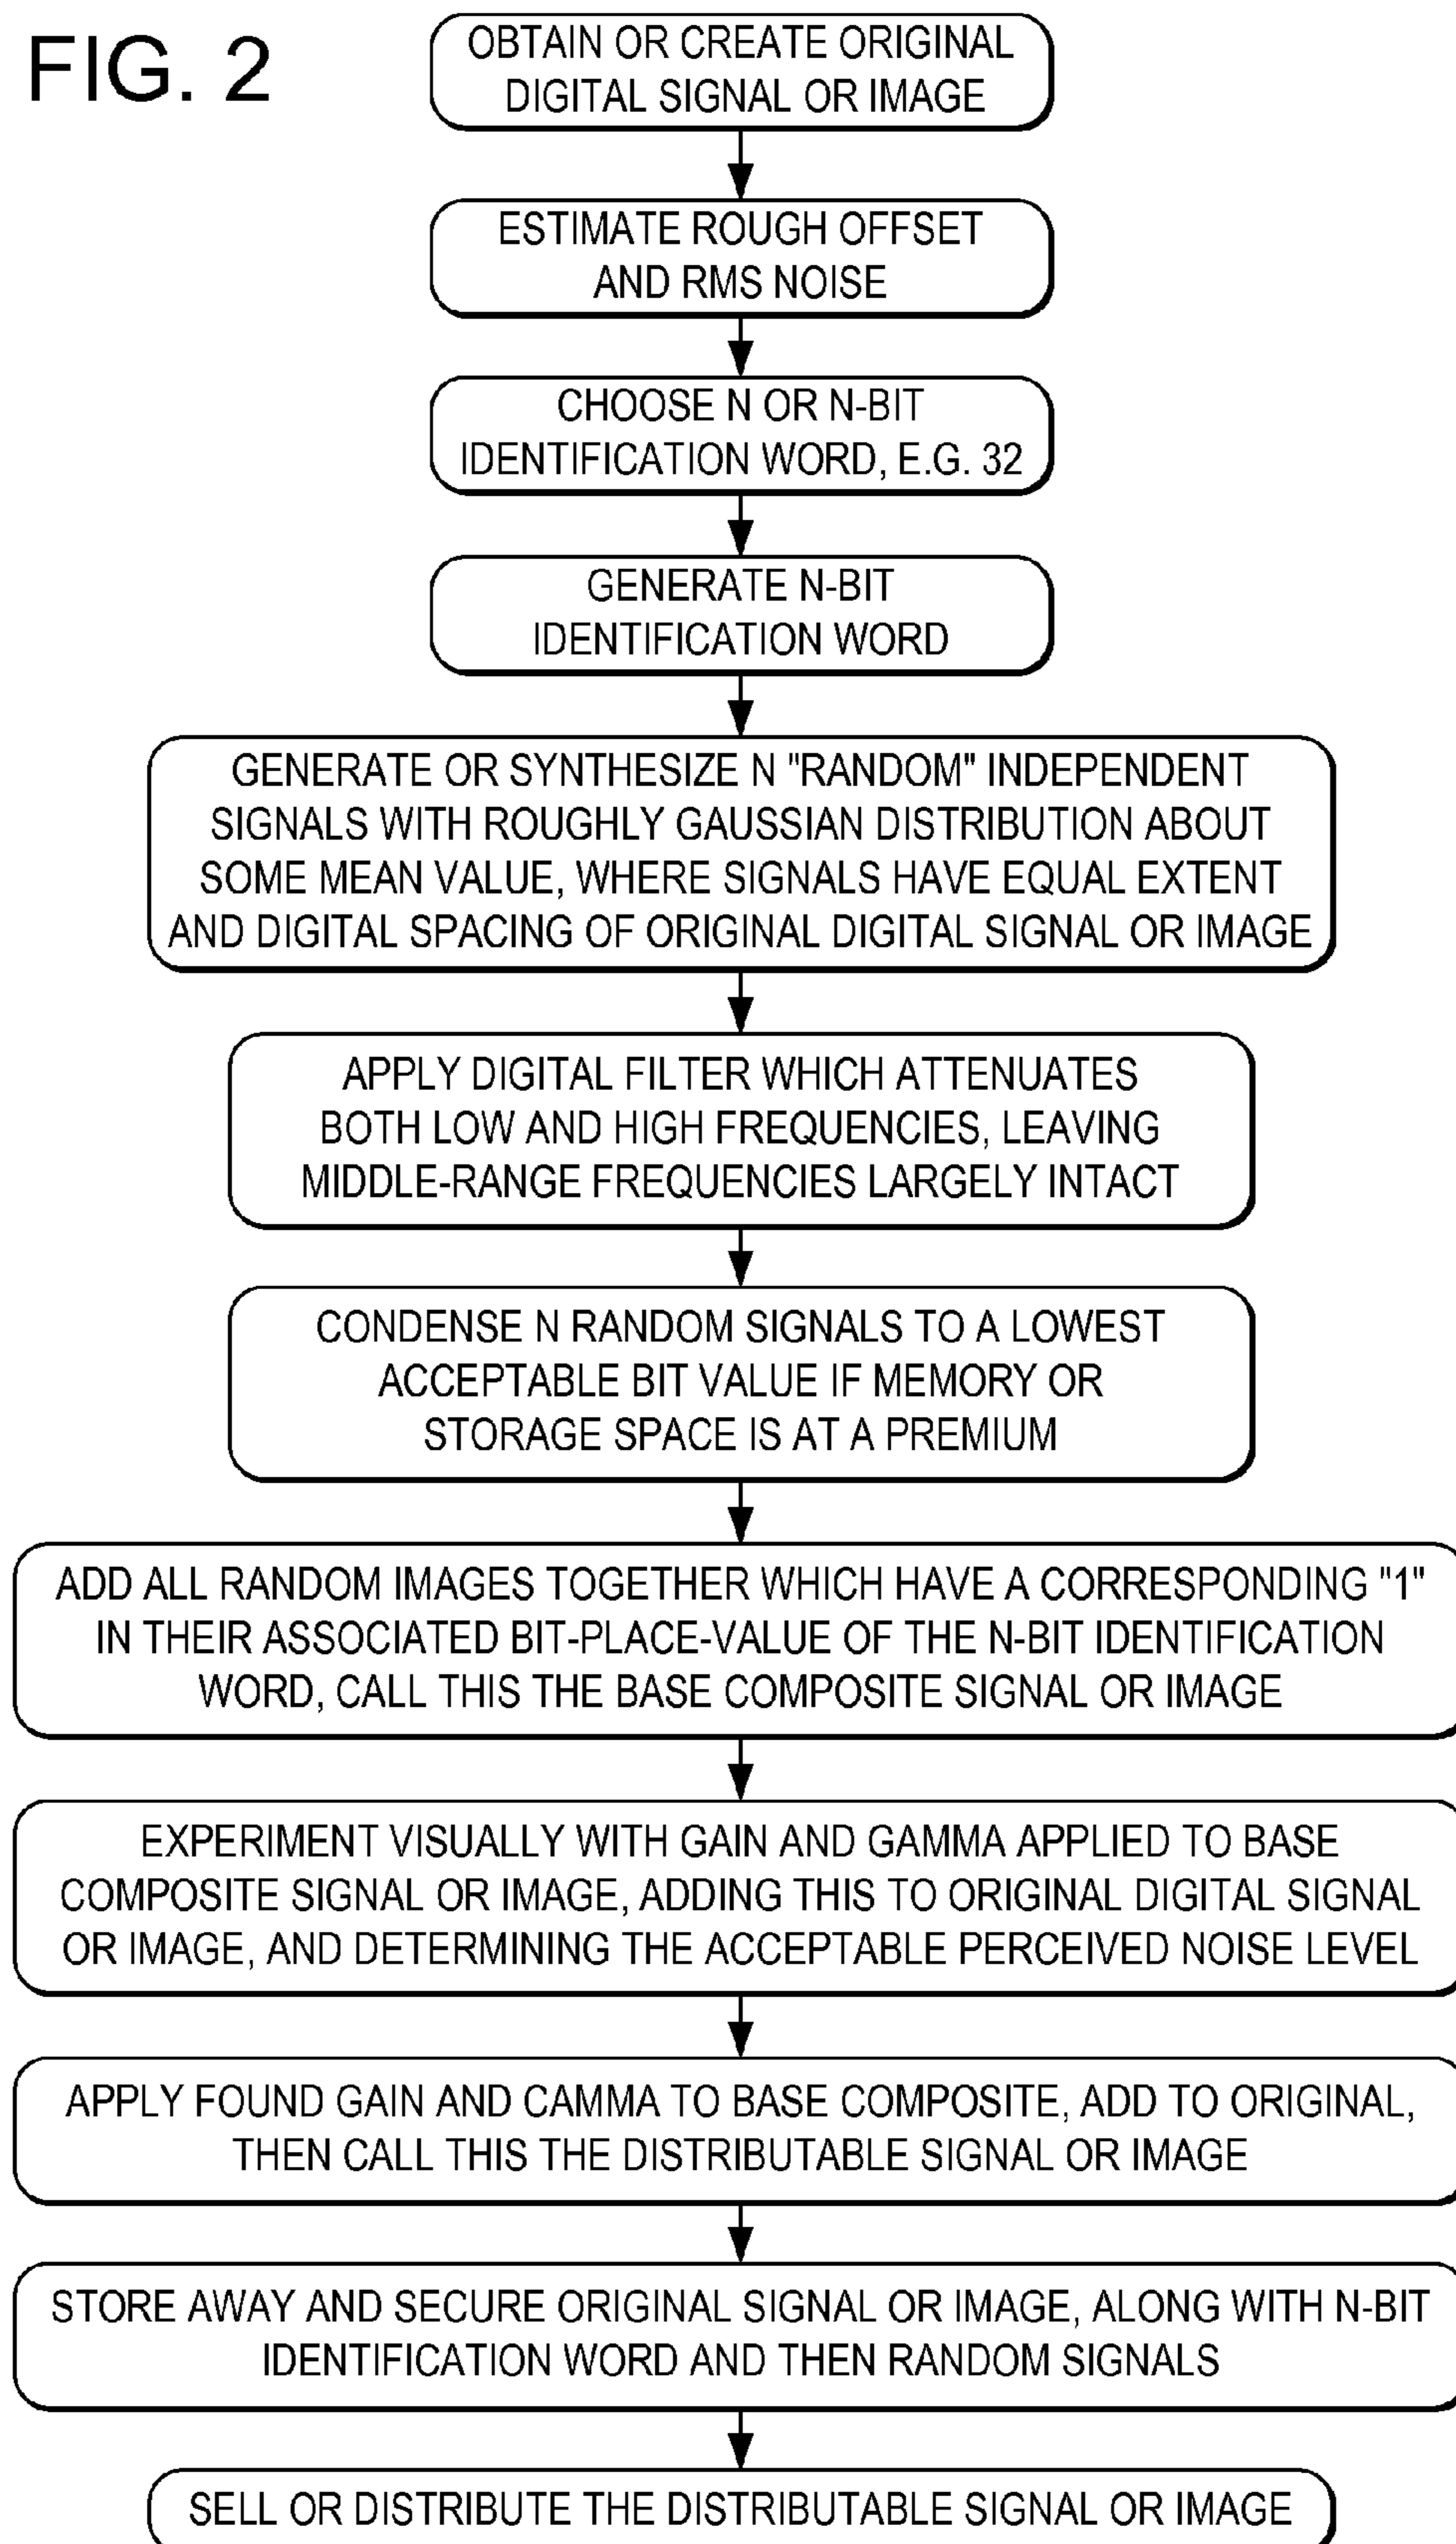 FIG. 2
OBTAIN OR CREATE ORIGINAL
DIGITAL SIGNAL OR IMAGE
ESTIMATE ROUGH OFFSET
AND RMS NOISE
CHOOSE N OR N-BIT
IDENTIFICATION WORD, E.G. 32
GENERATE N-BIT
IDENTIFICATION WORD
GENERATE OR SYNTHESIZE N "RANDOM" INDEPENDENT
SIGNALS WITH ROUGHLY GAUSSIAN DISTRIBUTION ABOUT
SOME MEAN VALUE, WHERE SIGNALS HAVE EQUAL EXTENT
AND DIGITAL SPACING OF ORIGINAL DIGITAL SIGNAL OR IMAGE
APPLY DIGITAL FILTER WHICH ATTENUATES
BOTH LOW AND HIGH FREQUENCIES, LEAVING
MIDDLE-RANGE FREQUENCIES LARGELY INTACT
CONDENSE N RANDOM SIGNALS TO A LOWEST
ACCEPTABLE BIT VALUE IF MEMORY OR
STORAGE SPACE IS AT A PREMIUM
ADD ALL RANDOM IMAGES TOGETHER WHICH HAVE A CORRESPONDING "1"
IN THEIR ASSOCIATED BIT-PLACE-VALUE OF THE N-BIT IDENTIFICATION
WORD, CALL THIS THE BASE COMPOSITE SIGNAL OR IMAGE
EXPERIMENT VISUALLY WITH GAIN AND GAMMA APPLIED TO BASE
COMPOSITE SIGNAL OR IMAGE, ADDING THIS TO ORIGINAL DIGITAL SIGNAL
OR IMAGE, AND DETERMINING THE ACCEPTABLE PERCEIVED NOISE LEVEL
APPLY FOUND GAIN AND CAMMA TO BASE COMPOSITE, ADD TO ORIGINAL,
THEN CALL THIS THE DISTRIBUTABLE SIGNAL OR IMAGE
STORE AWAY AND SECURE ORIGINAL SIGNAL OR IMAGE, ALONG WITH N-BIT
IDENTIFICATION WORD AND THEN RANDOM SIGNALS
SELL OR DISTRIBUTE THE DISTRIBUTABLE SIGNAL OR IMAGE